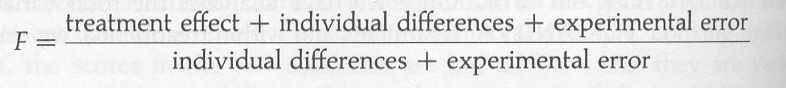 treatment effect + individual differences + experimental error
F =
individual differences + experimental error